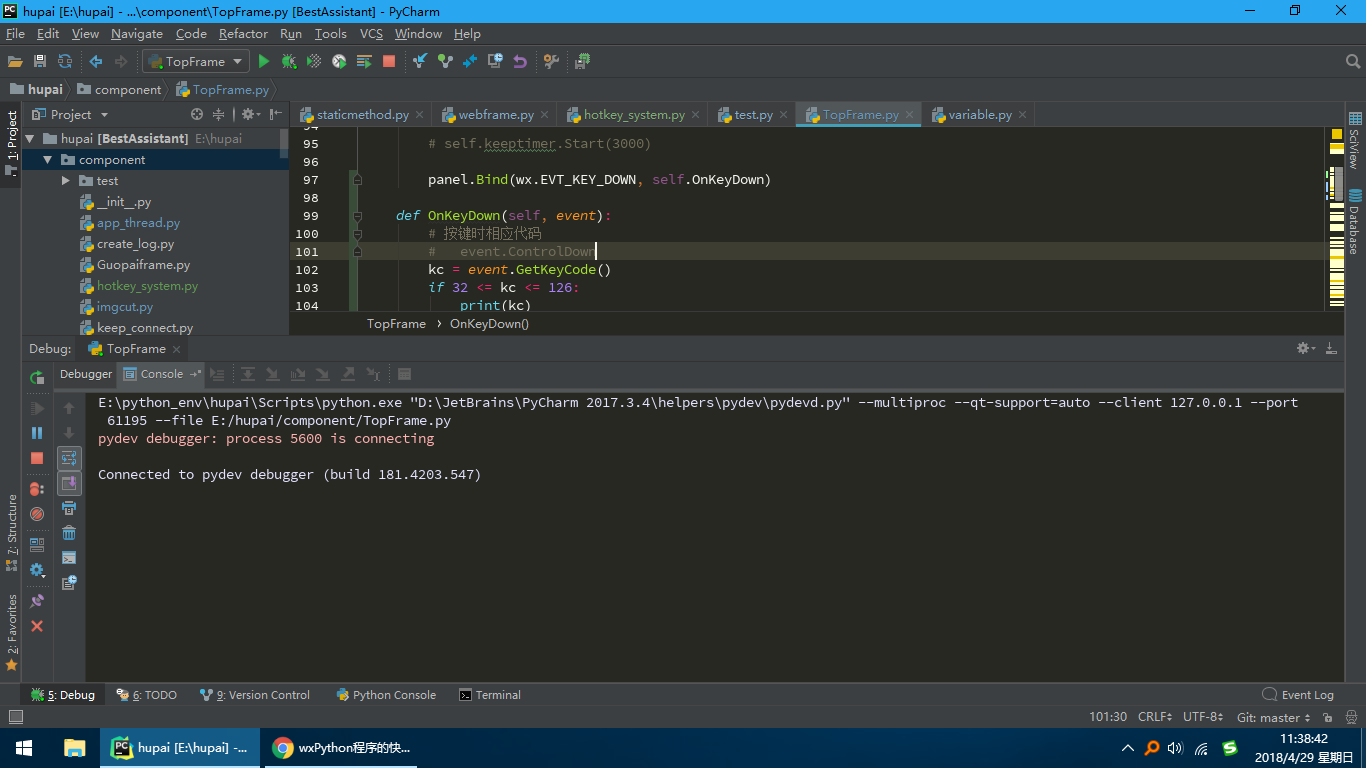 hupai [E:\hupai] - ...\component\TopFrame.py [BestAssistant] - PyCharm
File Edit View Navigate Code Refactor Run Tools VCS Window Help
TopFrame
hupai component TopFrame.py
Project
staticmethod.py webframe.py hotkey_system.py test.py TopFrame.py variable.py
1: Project
hupai [BestAssistant] E:\hupai
component
test
__init__.py
app_thread.py
create_log.py
Guopaiframe.py
hotkey_system.py
imgcut.py
keep_connect.py
94
95 # self.keeptimer.Start(3000)
96
97 panel.Bind(wx.EVT_KEY_DOWN, self.OnKeyDown)
98
99 def OnKeyDown(self, event):
100 # 按键时相应代码
101 # event.ControlDown
102 kc = event.GetKeyCode()
103 if 32 <= kc <= 126:
104 print(kc)
TopFrame › OnKeyDown()
SciView
Database
Debug: TopFrame
Debugger Console
E:\python_env\hupai\Scripts\python.exe "D:\JetBrains\PyCharm 2017.3.4\helpers\pydev\pydevd.py" --multiproc --qt-support=auto --client 127.0.0.1 --port
61195 --file E:/hupai/component/TopFrame.py
pydev debugger: process 5600 is connecting
Connected to pydev debugger (build 181.4203.547)
7: Structure
2: Favorites
5: Debug 6: TODO 9: Version Control Python Console Terminal Event Log
101:30 CRLF UTF-8 Git: master
hupai [E:\hupai] -... wxPython程序的快...
11:38:42
2018/4/29 星期日